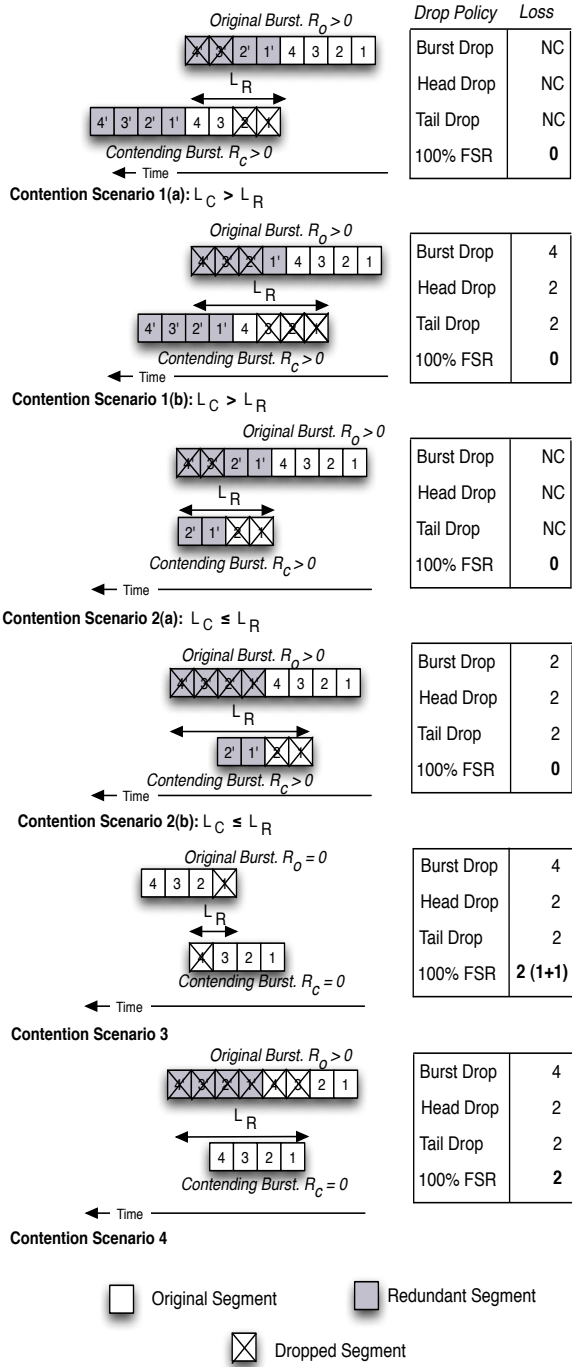 Drop Policy Loss
Original Burst. R_o > 0
4' 3' 2' 1' 4 3 2 1
L_R
4' 3' 2' 1' 4 3 2 1
Contending Burst. R_c > 0
Time
Burst Drop NC
Head Drop NC
Tail Drop NC
100% FSR 0
Contention Scenario 1(a): L_C > L_R
Original Burst. R_o > 0
4' 3' 2' 1' 4 3 2 1
L_R
4' 3' 2' 1' 4 3 2 1
Contending Burst. R_c > 0
Time
Burst Drop 4
Head Drop 2
Tail Drop 2
100% FSR 0
Contention Scenario 1(b): L_C > L_R
Original Burst. R_o > 0
4' 3' 2' 1' 4 3 2 1
L_R
2' 1' 2 1
Contending Burst. R_c > 0
Time
Burst Drop NC
Head Drop NC
Tail Drop NC
100% FSR 0
Contention Scenario 2(a): L_C ≤ L_R
Original Burst. R_o > 0
4' 3' 2' 1' 4 3 2 1
L_R
2' 1' 2 1
Contending Burst. R_c > 0
Time
Burst Drop 2
Head Drop 2
Tail Drop 2
100% FSR 0
Contention Scenario 2(b): L_C ≤ L_R
Original Burst. R_o = 0
4 3 2 1
L_R
4 3 2 1
Contending Burst. R_c = 0
Time
Burst Drop 4
Head Drop 2
Tail Drop 2
100% FSR 2 (1+1)
Contention Scenario 3
Original Burst. R_o > 0
4' 3' 2' 1' 4 3 2 1
L_R
4 3 2 1
Contending Burst. R_c = 0
Time
Burst Drop 4
Head Drop 2
Tail Drop 2
100% FSR 2
Contention Scenario 4
Original Segment
Redundant Segment
Dropped Segment